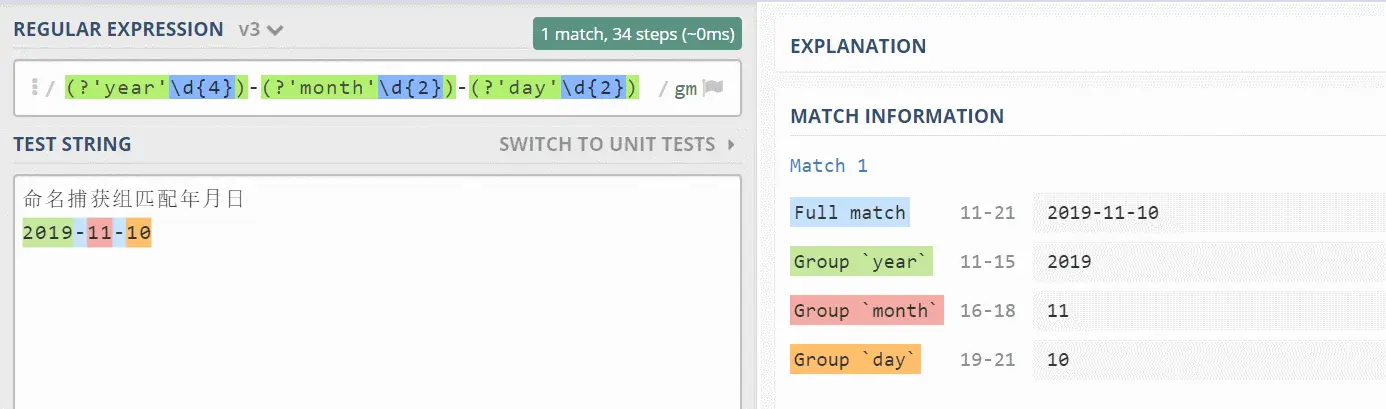 REGULAR EXPRESSION v3
1 match, 34 steps (~0ms)
/ (?'year'\d{4})-(?'month'\d{2})-(?'day'\d{2}) / gm
TEST STRING
SWITCH TO UNIT TESTS
命名捕获组匹配年月日
2019-11-10
EXPLANATION
MATCH INFORMATION
Match 1
Full match 11-21 2019-11-10
Group `year` 11-15 2019
Group `month` 16-18 11
Group `day` 19-21 10